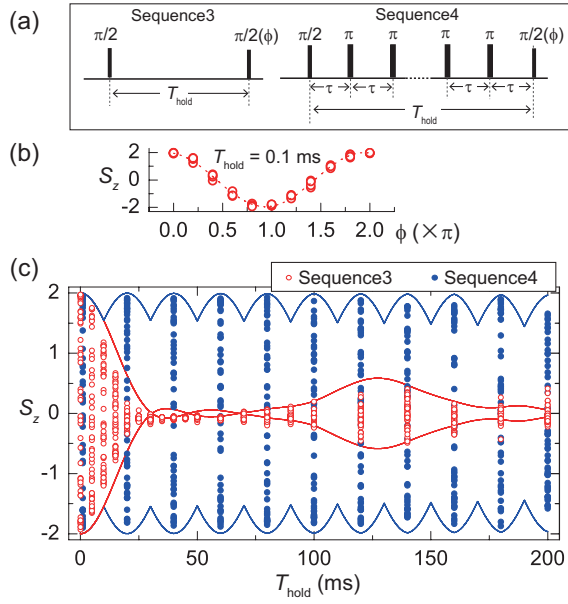 (a)
Sequence3 Sequence4
π/2 π/2(ϕ) π/2 π π π π π/2(ϕ)
τ τ τ τ
T_hold T_hold
(b)
2
0
-2
S_z
T_hold = 0.1 ms
0.0 0.5 1.0 1.5 2.0 ϕ (×π)
(c)
Sequence3 Sequence4
2
1
0
-1
-2
S_z
0 50 100 150 200
T_hold (ms)